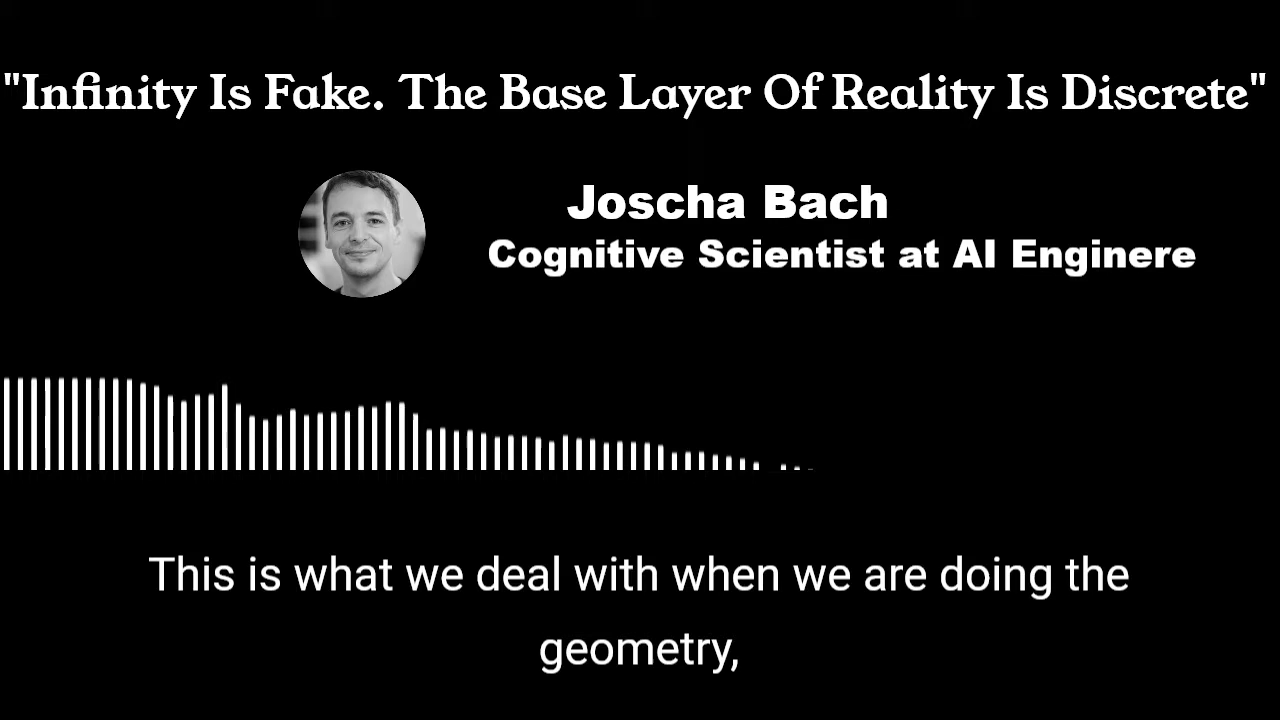 "Infinity Is Fake. The Base Layer Of Reality Is Discrete"
Joscha Bach
Cognitive Scientist at AI Enginere
This is what we deal with when we are doing the
geometry,